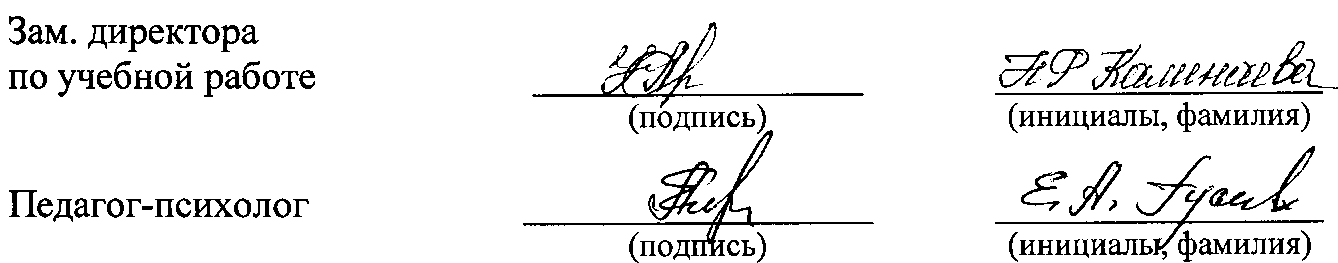 Зам. директора
по учебной работе
(подпись)
(инициалы, фамилия)
Педагог-психолог
Е. А.
(подпись)
(инициалы, фамилия)